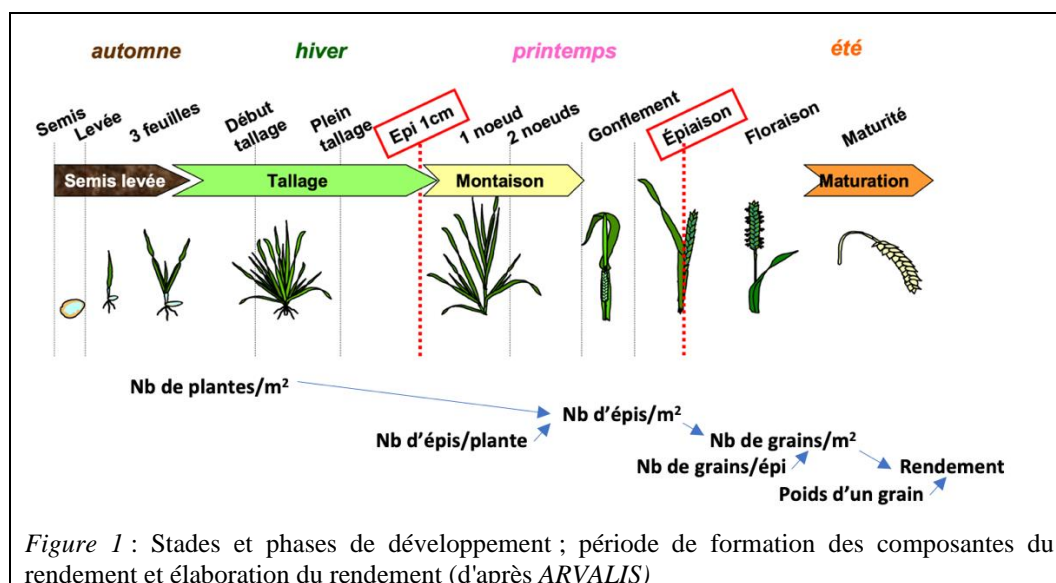 automne hiver printemps été
Semis Levée 3 feuilles Début tallage Plein tallage Epi 1cm 1 noeud 2 noeuds Gonflement Épiaison Floraison Maturité
Semis levée Tallage Montaison Maturation
Nb de plantes/m²
Nb d'épis/m²
Nb d'épis/plante
Nb de grains/m²
Nb de grains/épi
Rendement
Poids d'un grain
Figure 1 : Stades et phases de développement ; période de formation des composantes du
rendement et élaboration du rendement (d'après ARVALIS)